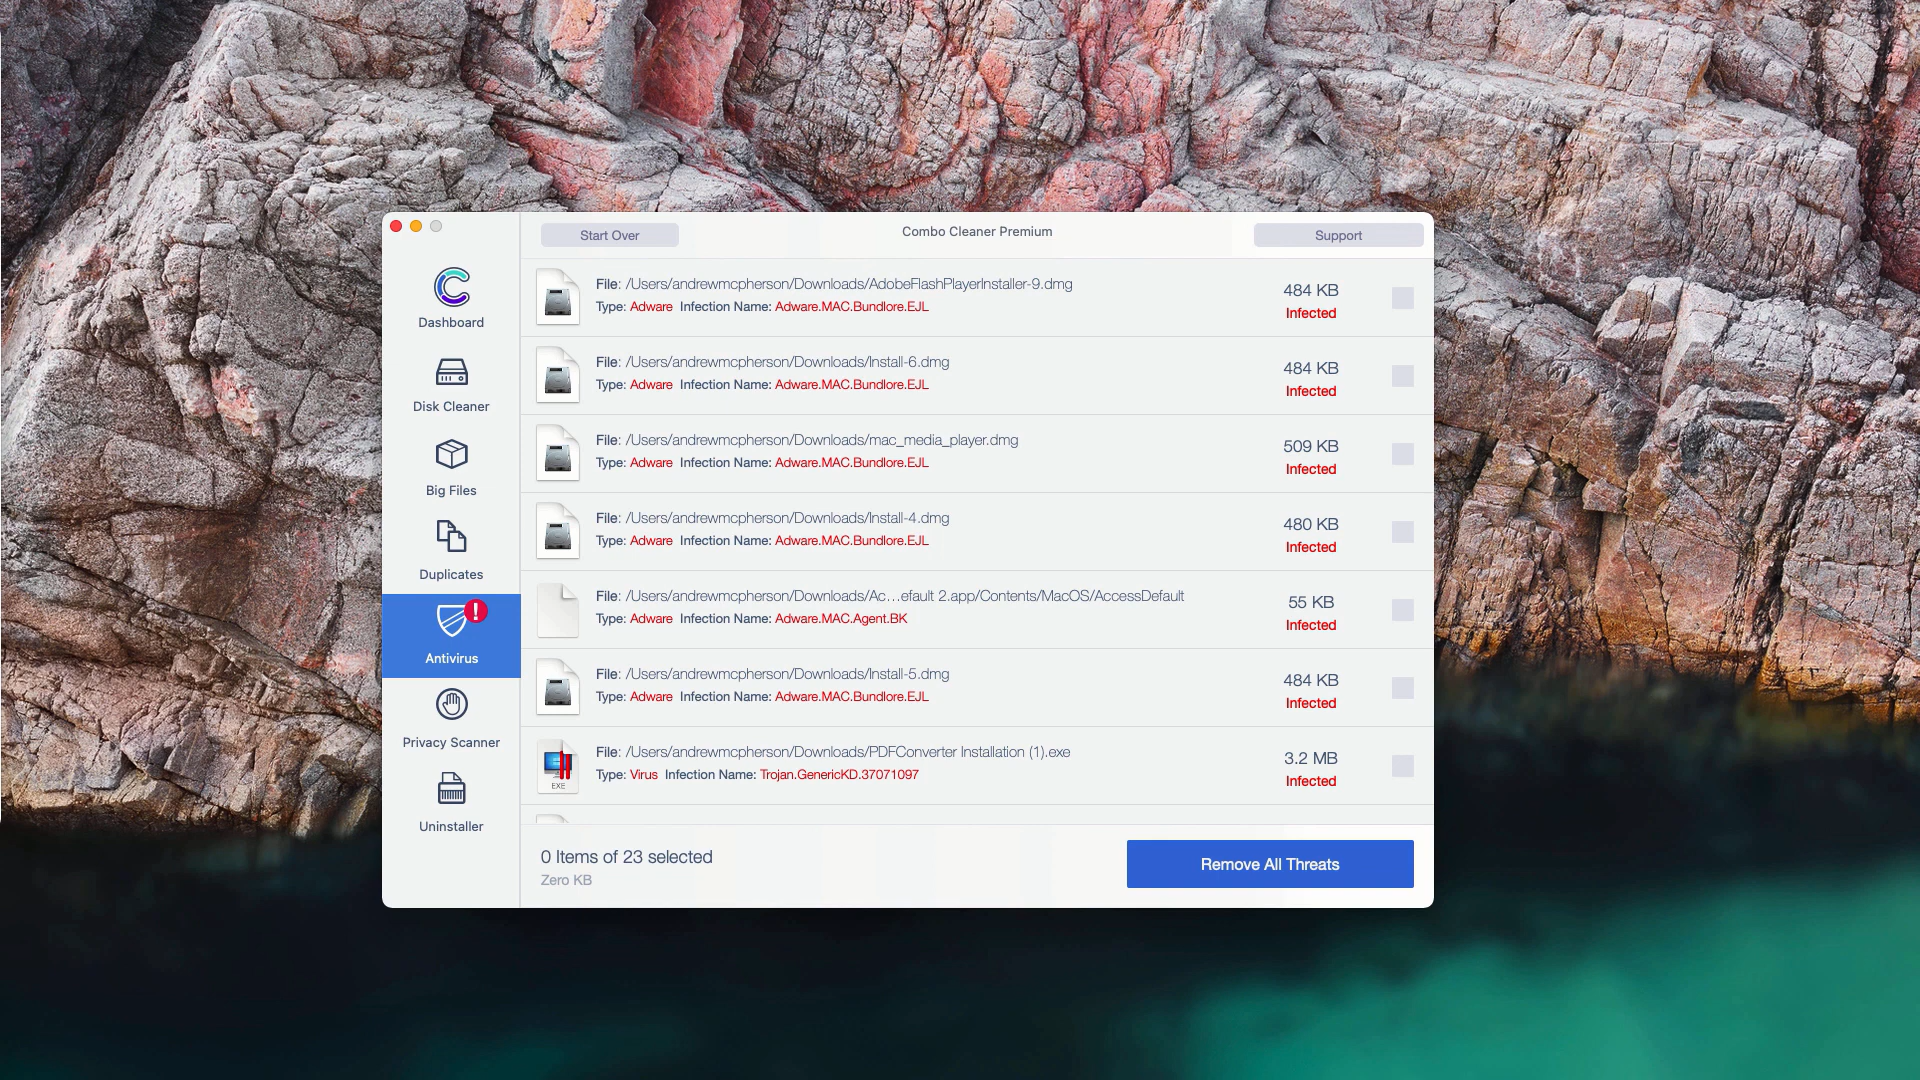 Start Over
Combo Cleaner Premium
Support
Dashboard
Disk Cleaner
Big Files
Duplicates
Antivirus
Privacy Scanner
Uninstaller
File: /Users/andrewmcpherson/Downloads/AdobeFlashPlayerInstaller-9.dmg
Type: Adware Infection Name: Adware.MAC.Bundlore.EJL
484 KB
Infected
File: /Users/andrewmcpherson/Downloads/Install-6.dmg
Type: Adware Infection Name: Adware.MAC.Bundlore.EJL
484 KB
Infected
File: /Users/andrewmcpherson/Downloads/mac_media_player.dmg
Type: Adware Infection Name: Adware.MAC.Bundlore.EJL
509 KB
Infected
File: /Users/andrewmcpherson/Downloads/Install-4.dmg
Type: Adware Infection Name: Adware.MAC.Bundlore.EJL
480 KB
Infected
File: /Users/andrewmcpherson/Downloads/Ac...efault 2.app/Contents/MacOS/AccessDefault
Type: Adware Infection Name: Adware.MAC.Agent.BK
55 KB
Infected
File: /Users/andrewmcpherson/Downloads/Install-5.dmg
Type: Adware Infection Name: Adware.MAC.Bundlore.EJL
484 KB
Infected
EXE
File: /Users/andrewmcpherson/Downloads/PDFConverter Installation (1).exe
Type: Virus Infection Name: Trojan.GenericKD.37071097
3.2 MB
Infected
0 Items of 23 selected
Zero KB
Remove All Threats